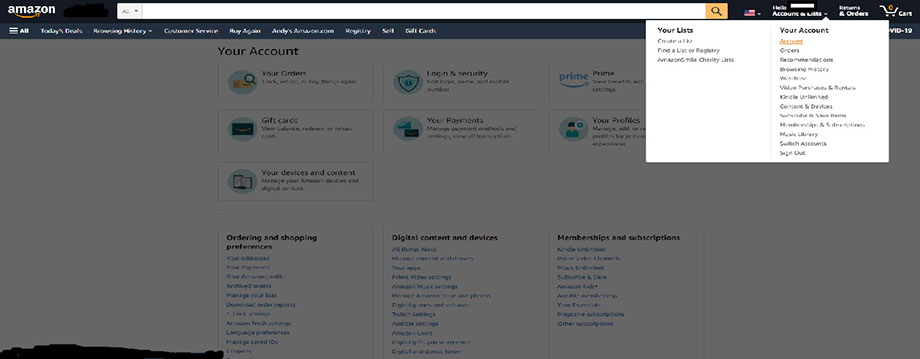 amazon
All
Hello
Account & Lists
Returns
& Orders
0
Cart
All
Today's Deals
Browsing History
Customer Service
Buy Again
Andy's Amazon.com
Registry
Sell
Gift Cards
VID-19
Your Lists
Create a List
Find a List or Registry
AmazonSmile Charity Lists
Your Account
Account
Orders
Recommendations
Browsing History
Watchlist
Video Purchases & Rentals
Kindle Unlimited
Content & Devices
Subscribe & Save Items
Memberships & Subscriptions
Music Library
Switch Accounts
Sign Out
Your Account
Your Orders
Track, return, or buy things again
Login & security
Edit login, name, and mobile
number
prime
Prime
View benefits and
settings
Gift cards
View balance, redeem, or reload
cards
Your Payments
Manage payment methods and
settings, view all transactions
Your Profiles
Manage, add, or
profiles for
experiences
Your devices and content
Manage your Amazon devices and
digital content
Ordering and shopping
preferences
Your addresses
Your Payments
Your Amazon profile
Archived orders
Manage your lists
Download order reports
1-Click settings
Amazon Fresh settings
Language preferences
Manage saved IDs
Coupons
Digital content and devices
All things Alexa
Manage content and devices
Your apps
Prime Video settings
Amazon Music settings
Manage Amazon Drive and photos
Digital games and software
Twitch settings
Audible settings
Amazon Coins
Digital gifts you've received
Digital and device forum
Memberships and subscriptions
Kindle Unlimited
Prime Video Channels
Music Unlimited
Subscribe & Save
Amazon Kids+
Audible membership
Your Essentials
Magazine subscriptions
Other subscriptions